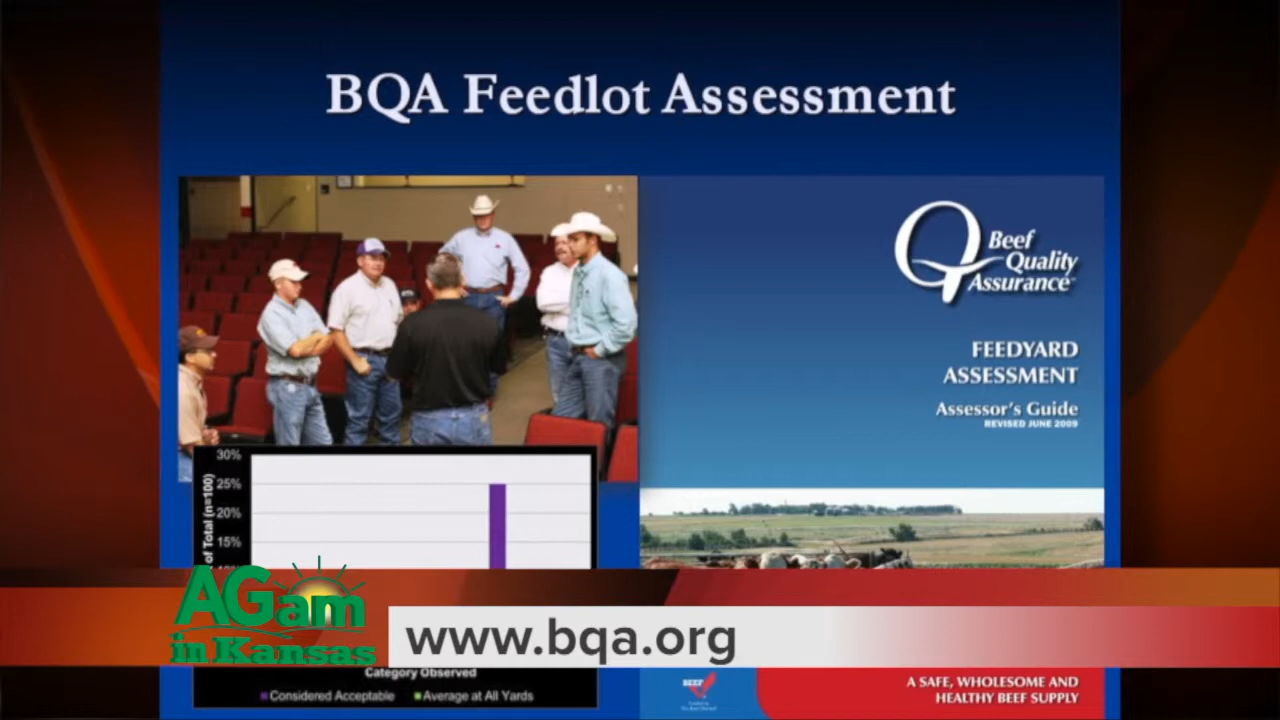 BQA Feedlot Assessment
Beef
Quality
Assurance
FEEDYARD
ASSESSMENT
Assessor's Guide
REVISED JUNE 2009
30%
25%
20%
15%
of Total (n=100)
AGam
in Kansas
www.bqa.org
Category Observed
Considered Acceptable
Average at All Yards
BEEF
A SAFE, WHOLESOME AND
HEALTHY BEEF SUPPLY